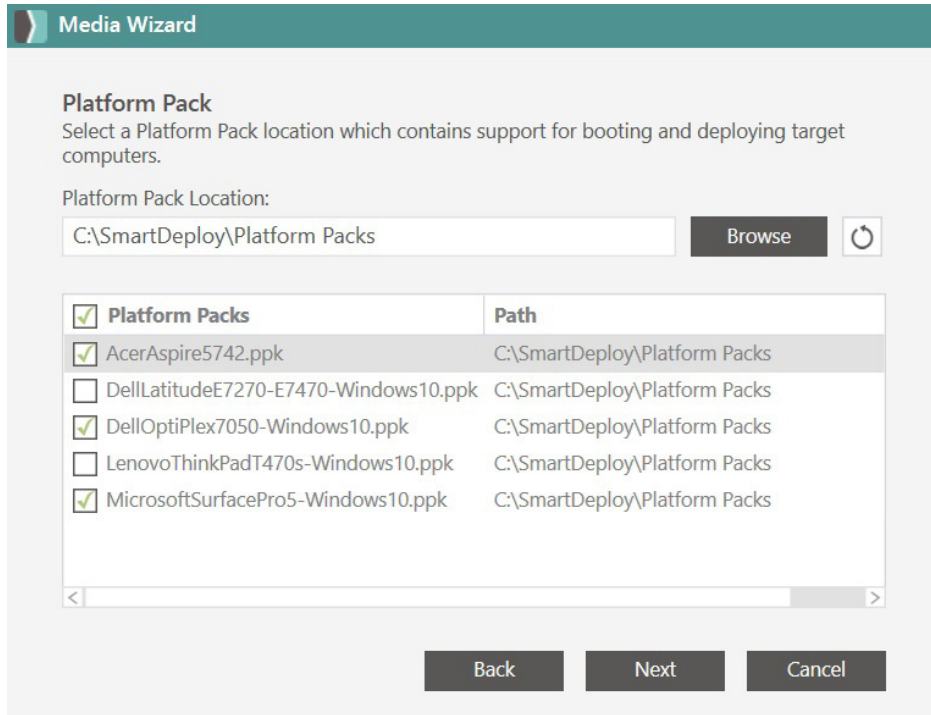 Media Wizard
Platform Pack
Select a Platform Pack location which contains support for booting and deploying target
computers.
Platform Pack Location:
C:\SmartDeploy\Platform Packs Browse
Platform Packs Path
AcerAspire5742.ppk C:\SmartDeploy\Platform Packs
DellLatitudeE7270-E7470-Windows10.ppk C:\SmartDeploy\Platform Packs
DellOptiPlex7050-Windows10.ppk C:\SmartDeploy\Platform Packs
LenovoThinkPadT470s-Windows10.ppk C:\SmartDeploy\Platform Packs
MicrosoftSurfacePro5-Windows10.ppk C:\SmartDeploy\Platform Packs
Back Next Cancel